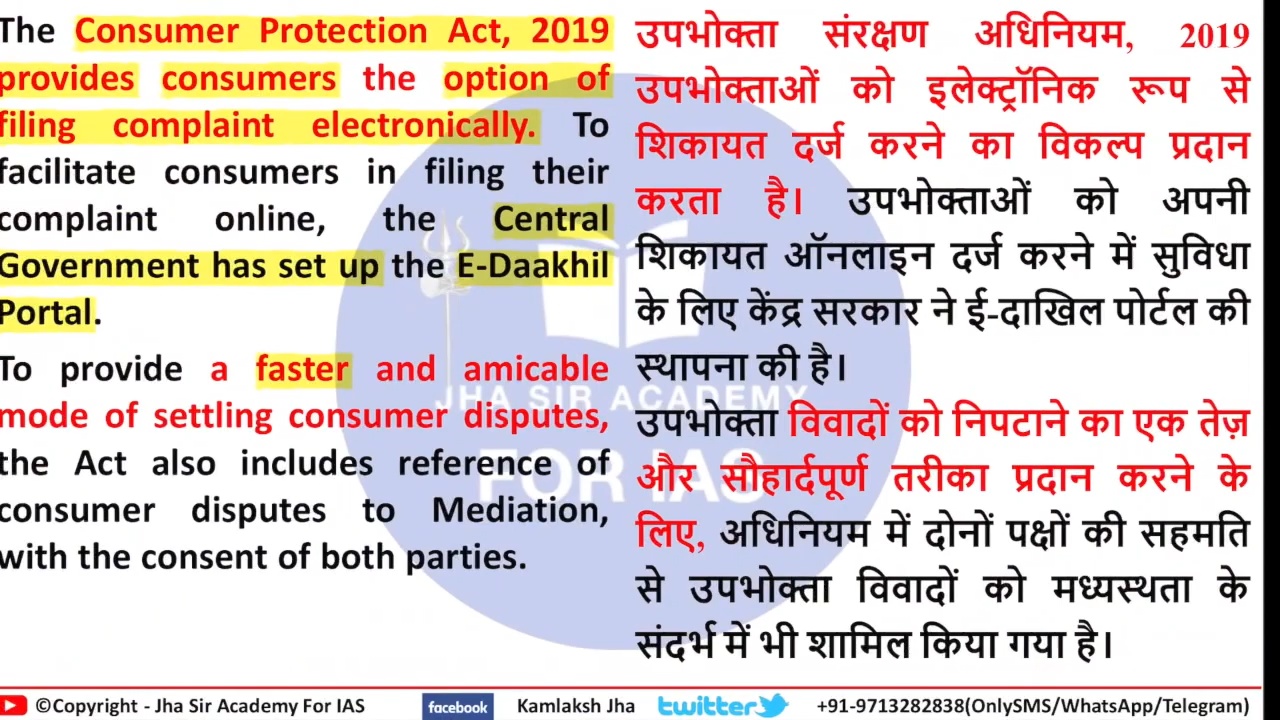 The Consumer Protection Act, 2019
provides consumers the option of
filing complaint electronically. To
facilitate consumers in filing their
complaint online, the Central
Government has set up the E-Daakhil
Portal.
To provide a faster and amicable
mode of settling consumer disputes,
the Act also includes reference of
consumer disputes to Mediation,
with the consent of both parties.
उपभोक्ता संरक्षण अधिनियम, 2019
उपभोक्ताओं को इलेक्ट्रॉनिक रूप से
शिकायत दर्ज करने का विकल्प प्रदान
करता है। उपभोक्ताओं को अपनी
शिकायत ऑनलाइन दर्ज करने में सुविधा
के लिए केंद्र सरकार ने ई-दाखिल पोर्टल की
स्थापना की है।
उपभोक्ता विवादों को निपटाने का एक तेज़
और सौहार्दपूर्ण तरीका प्रदान करने के
लिए, अधिनियम में दोनों पक्षों की सहमति
से उपभोक्ता विवादों को मध्यस्थता के
संदर्भ में भी शामिल किया गया है।
JHA SIR ACADEMY
FOR IAS
©Copyright - Jha Sir Academy For IAS facebook Kamlaksh Jha twitter +91-9713282838(OnlySMS/WhatsApp/Telegram)